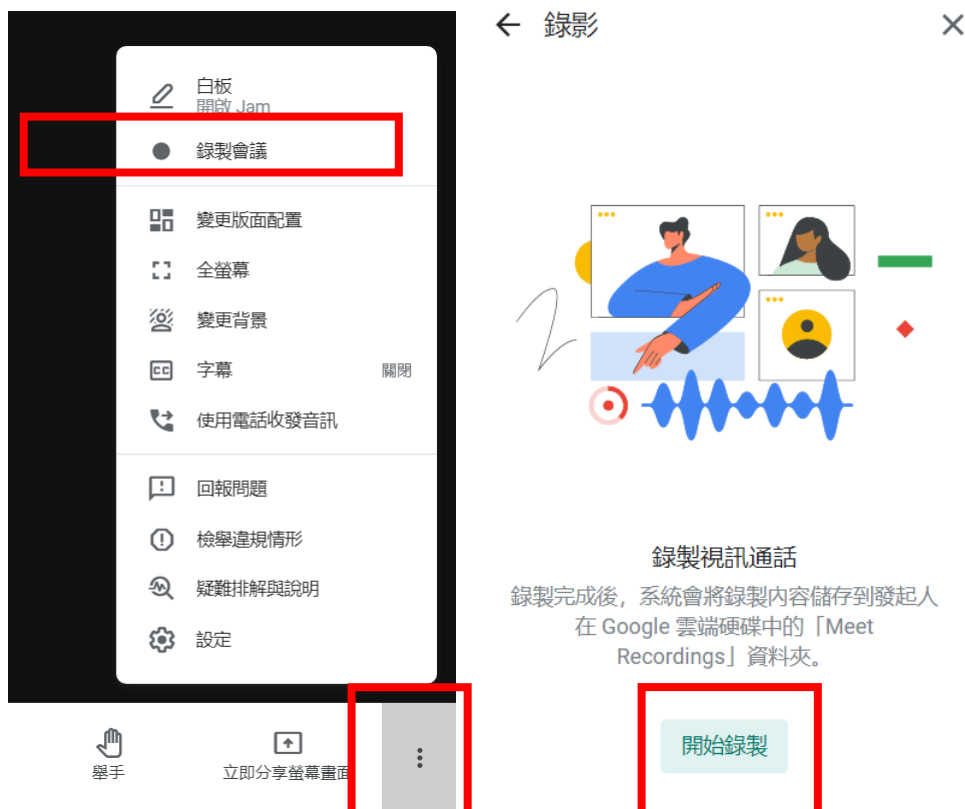 白板
開啟 Jam
錄製會議
變更版面配置
全螢幕
變更背景
字幕 關閉
使用電話收發音訊
回報問題
檢舉違規情形
疑難排解與說明
設定
舉手
立即分享螢幕畫面
錄影
錄製視訊通話
錄製完成後，系統會將錄製內容儲存到發起人
在 Google 雲端硬碟中的「Meet
Recordings」資料夾。
開始錄製